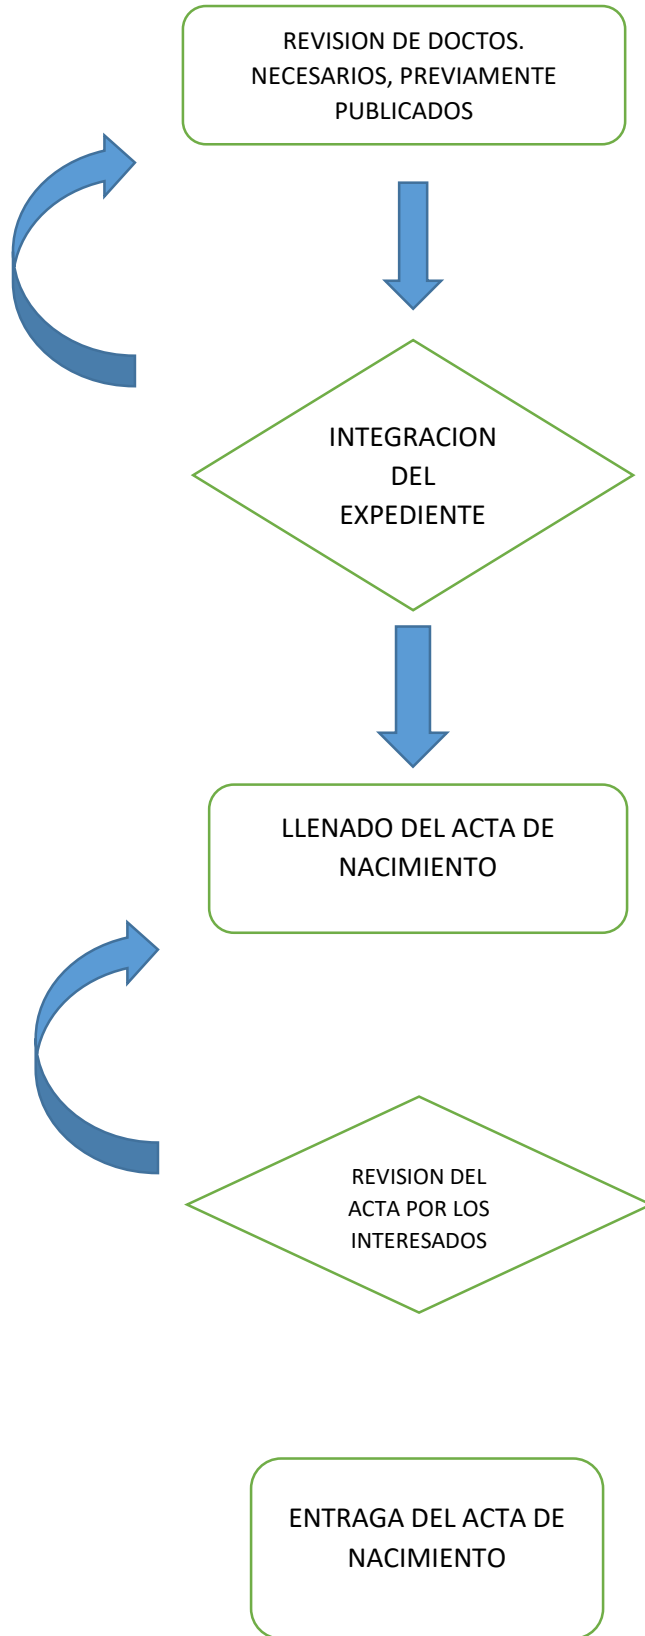 REVISION DE DOCTOS.
NECESARIOS, PREVIAMENTE
PUBLICADOS
INTEGRACION
DEL
EXPEDIENTE
LLENADO DEL ACTA DE
NACIMIENTO
REVISION DEL
ACTA POR LOS
INTERESADOS
ENTRAGA DEL ACTA DE
NACIMIENTO